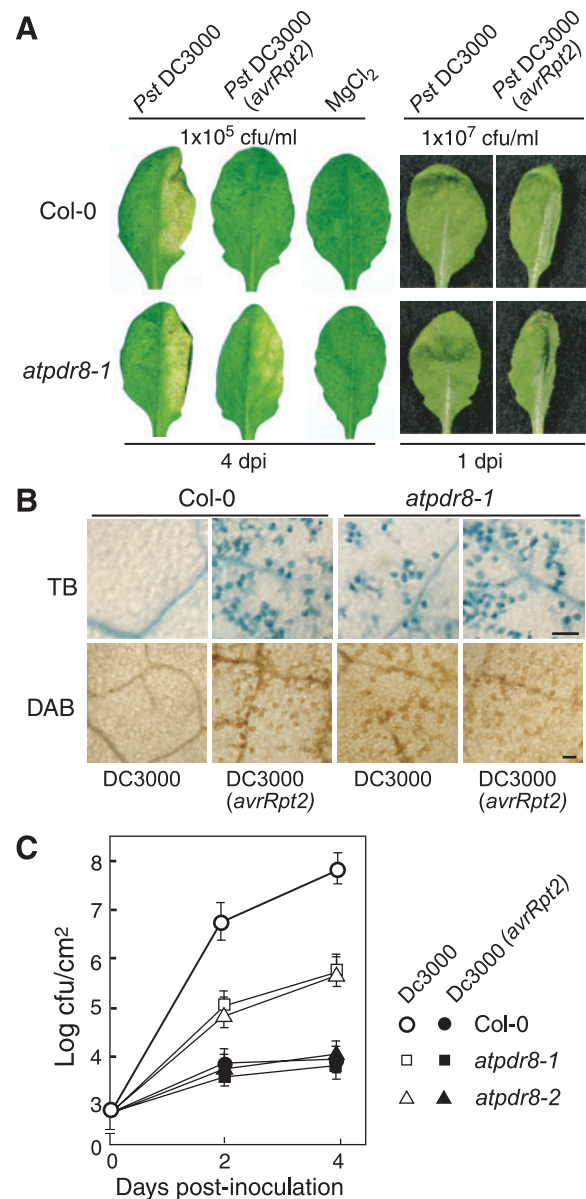 A
Pst DC3000
Pst DC3000
(avrRpt2)
MgCl2
Pst DC3000
Pst DC3000
(avrRpt2)
1x10^5 cfu/ml
1x10^7 cfu/ml
Col-0
atpdr8-1
4 dpi
1 dpi
B
Col-0
atpdr8-1
TB
DAB
DC3000
DC3000
(avrRpt2)
DC3000
DC3000
(avrRpt2)
C
8
7
6
5
4
3
0
Log cfu/cm²
0
2
4
Days post-inoculation
Dc3000
Dc3000 (avrRpt2)
Col-0
atpdr8-1
atpdr8-2